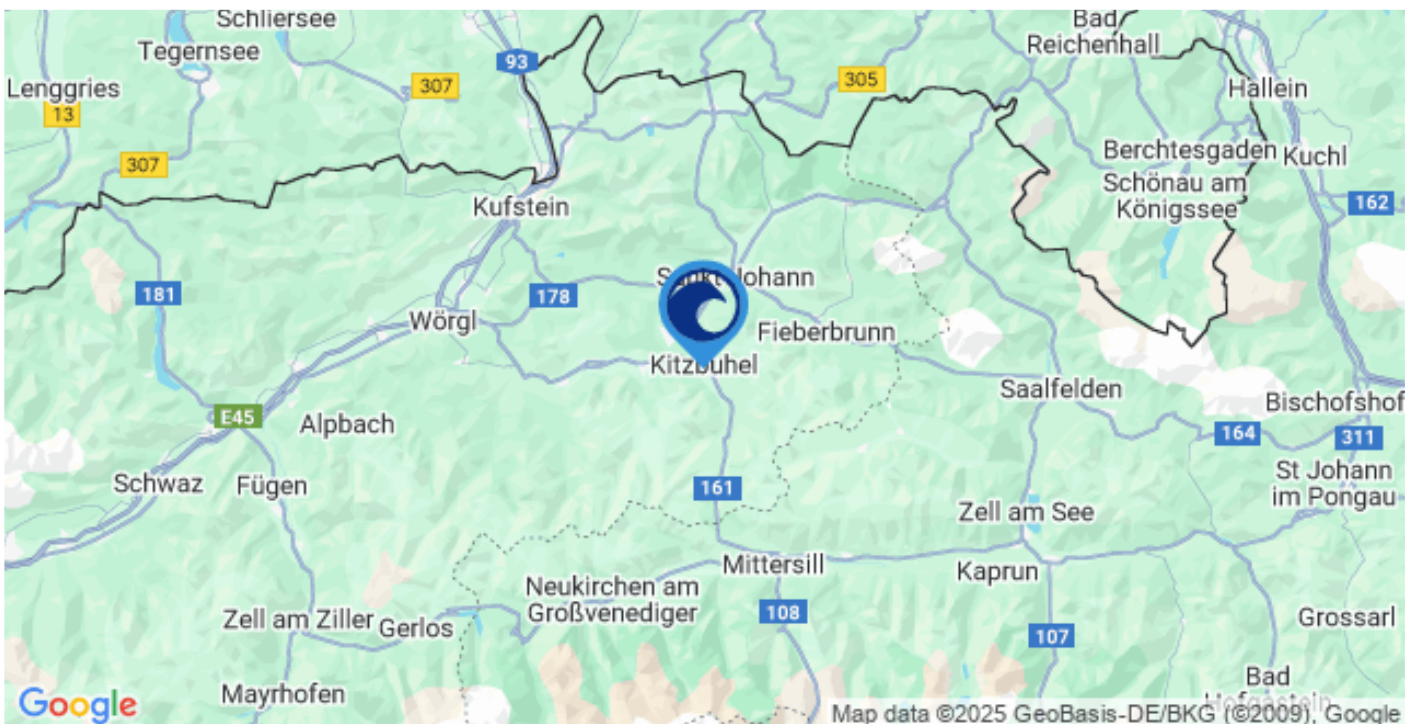 Schliersee
Tegernsee
Lenggries
13
307
307
93
305
Bad
Reichenhall
Hallein
Berchtesgaden
Kuchl
Schönau am
Königssee
162
Kufstein
181
178
Wörgl
Sankt Johann
Fieberbrunn
Kitzbühel
Saalfelden
Bischofshof
E45
Alpbach
164
311
Schwaz
Fügen
161
St Johann
im Pongau
Zell am See
Mittersill
Kaprun
Neukirchen am
Großvenediger
108
Zell am Ziller
Gerlos
107
Grossarl
Mayrhofen
Bad
Hofgastein
Google
Map data ©2025 GeoBasis-DE/BKG (©2009), Google